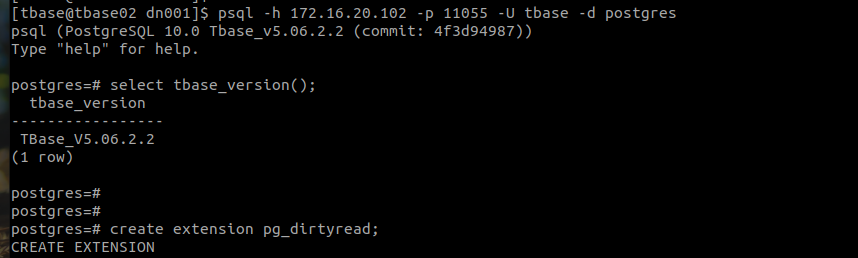 [tbase@tbase02 dn001]$ psql -h 172.16.20.102 -p 11055 -U tbase -d postgres
psql (PostgreSQL 10.0 Tbase_v5.06.2.2 (commit: 4f3d94987))
Type "help" for help.
postgres=# select tbase_version();
tbase_version
-----------------
TBase_V5.06.2.2
(1 row)
postgres=#
postgres=#
postgres=# create extension pg_dirtyread;
CREATE EXTENSION